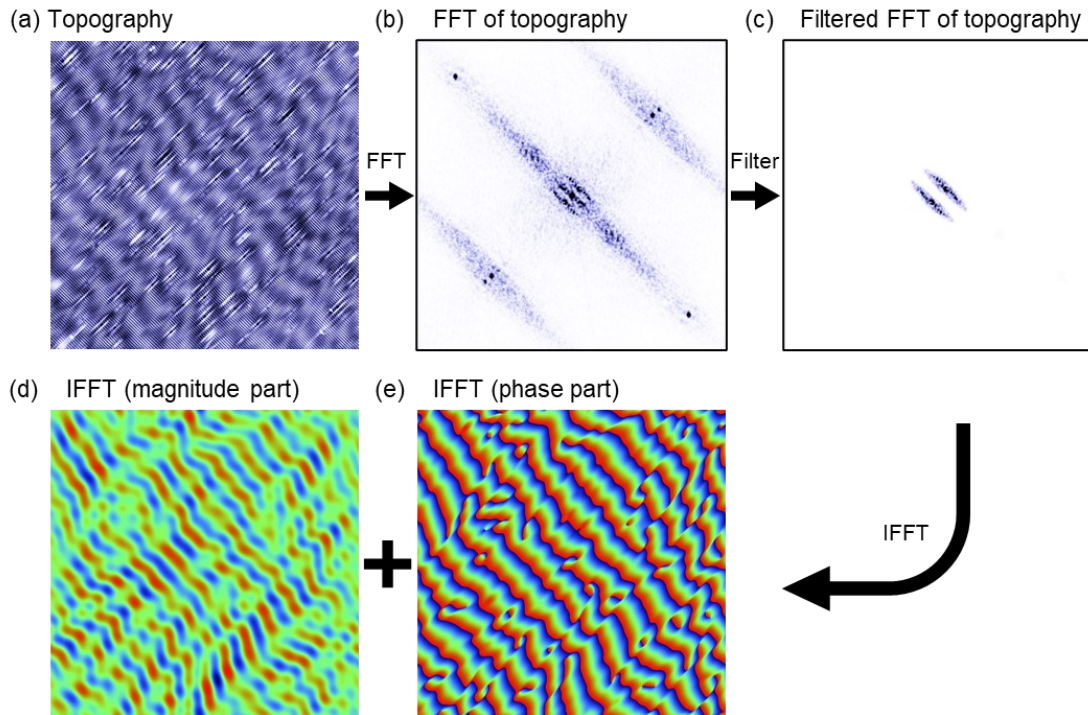 (a) Topography
(b) FFT of topography
(c) Filtered FFT of topography
FFT
Filter
(d) IFFT (magnitude part)
(e) IFFT (phase part)
IFFT